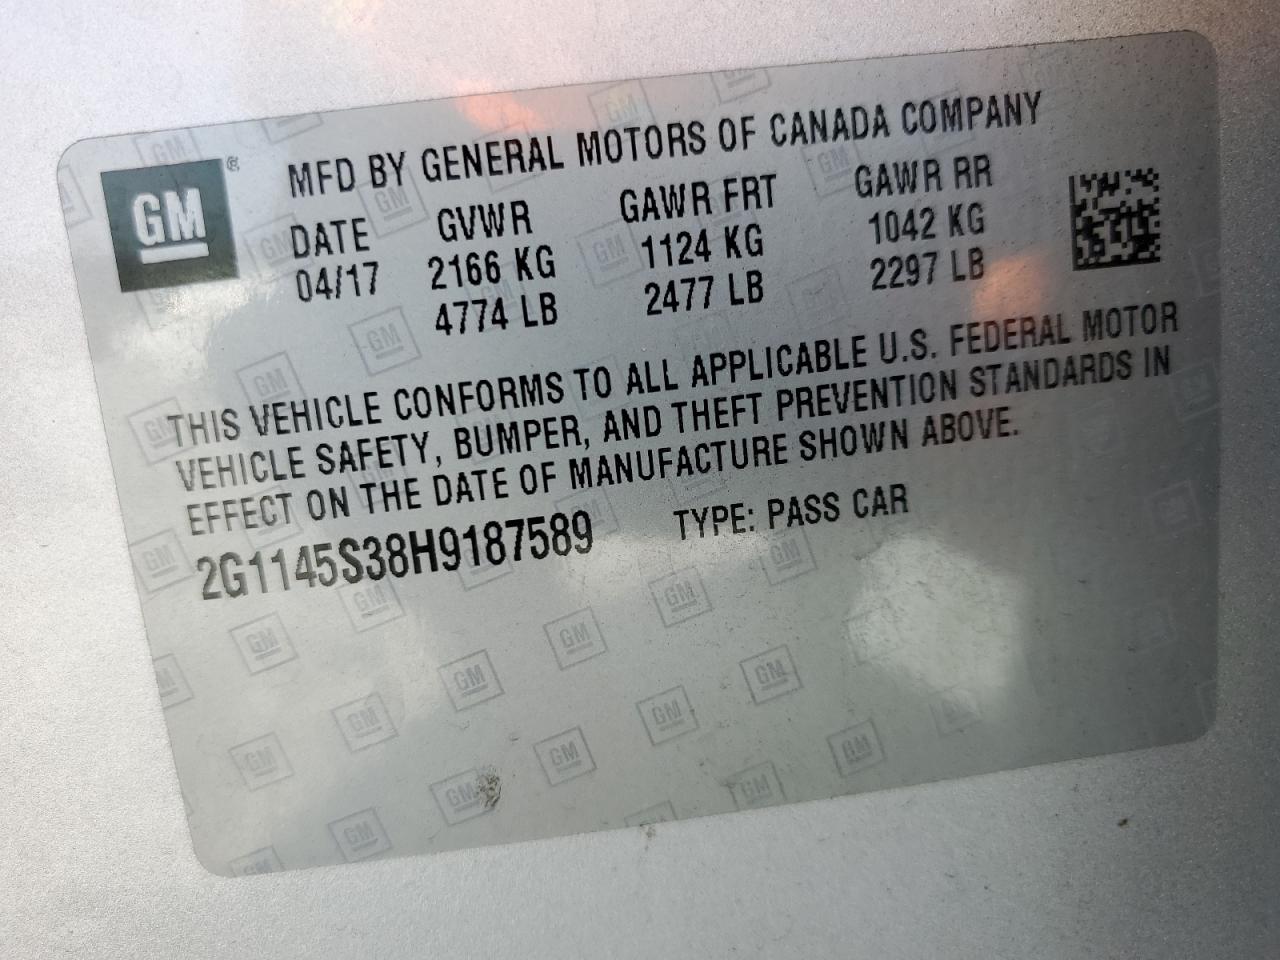 GM ®
MFD BY GENERAL MOTORS OF CANADA COMPANY
DATE GVWR GAWR FRT GAWR RR
04/17 2166 KG 1124 KG 1042 KG
4774 LB 2477 LB 2297 LB
THIS VEHICLE CONFORMS TO ALL APPLICABLE U.S. FEDERAL MOTOR
VEHICLE SAFETY, BUMPER, AND THEFT PREVENTION STANDARDS IN
EFFECT ON THE DATE OF MANUFACTURE SHOWN ABOVE.
2G1145S38H9187589 TYPE: PASS CAR